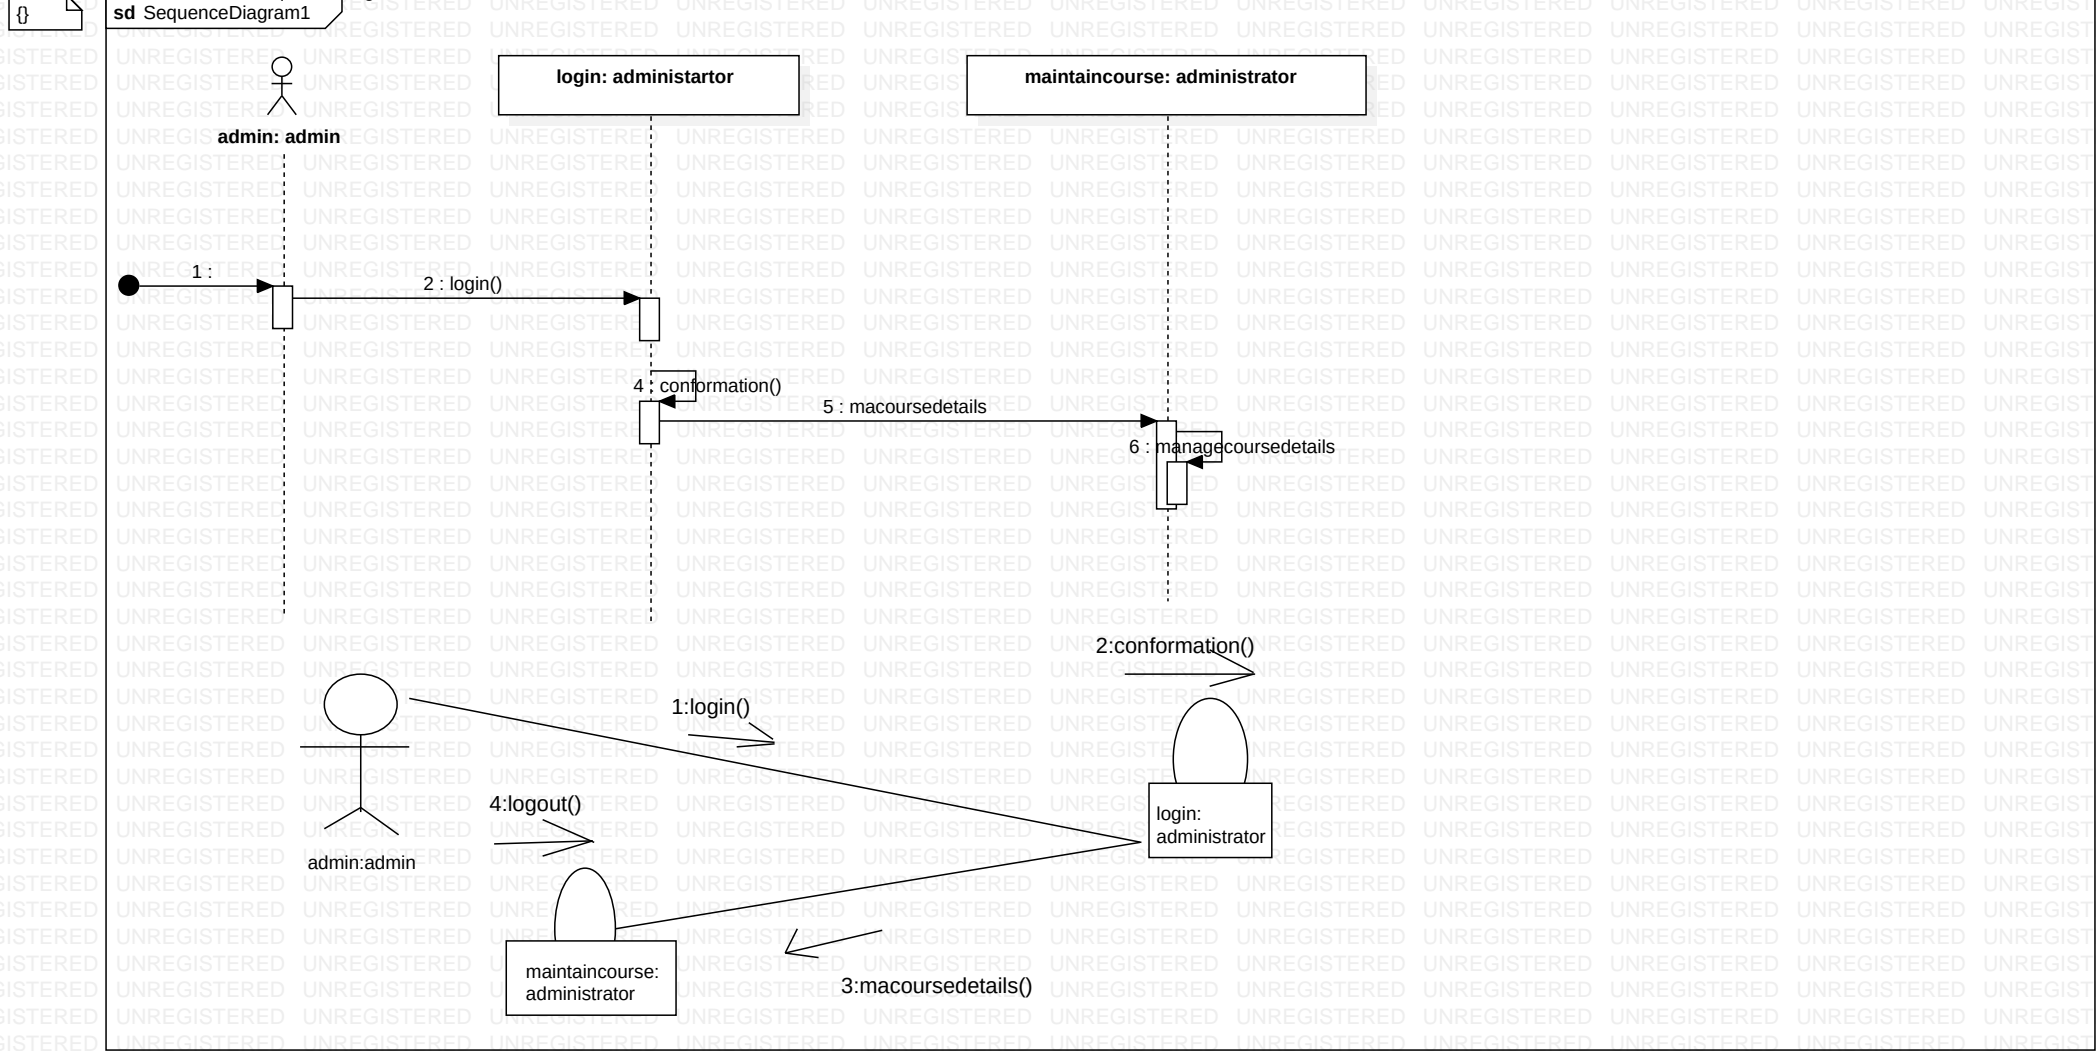 {}
sd SequenceDiagram1
login: administartor
maintaincourse: administrator
admin: admin
1 :
2 : login()
4 : conformation()
5 : macoursedetails
6 : managecoursedetails
2:conformation()
1:login()
4:logout()
login:
administrator
admin:admin
maintaincourse:
administrator
3:macoursedetails()
UNREGISTERED